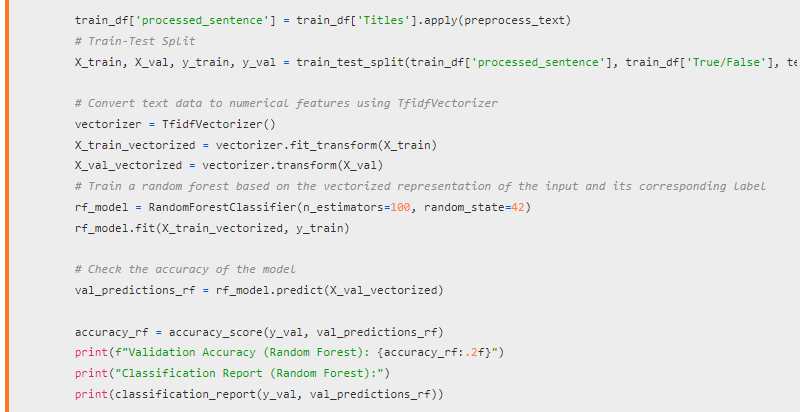 train_df['processed_sentence'] = train_df['Titles'].apply(preprocess_text)
# Train-Test Split
X_train, X_val, y_train, y_val = train_test_split(train_df['processed_sentence'], train_df['True/False'], te
# Convert text data to numerical features using TfidfVectorizer
vectorizer = TfidfVectorizer()
X_train_vectorized = vectorizer.fit_transform(X_train)
X_val_vectorized = vectorizer.transform(X_val)
# Train a random forest based on the vectorized representation of the input and its corresponding label
rf_model = RandomForestClassifier(n_estimators=100, random_state=42)
rf_model.fit(X_train_vectorized, y_train)
# Check the accuracy of the model
val_predictions_rf = rf_model.predict(X_val_vectorized)
accuracy_rf = accuracy_score(y_val, val_predictions_rf)
print(f"Validation Accuracy (Random Forest): {accuracy_rf:.2f}")
print("Classification Report (Random Forest):")
print(classification_report(y_val, val_predictions_rf))